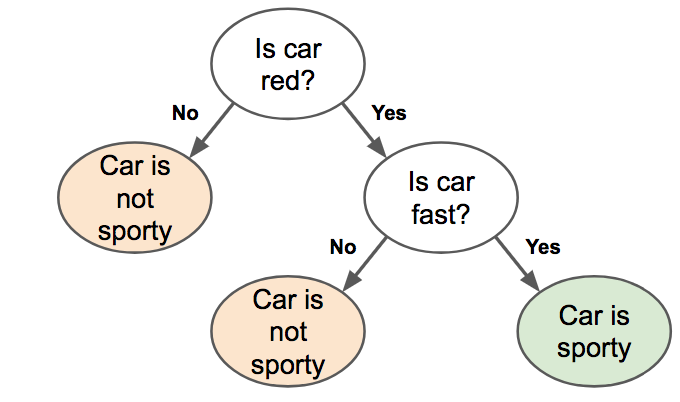 Is car
red?
No
Yes
Car is
not
sporty
Is car
fast?
No
Yes
Car is
not
sporty
Car is
sporty